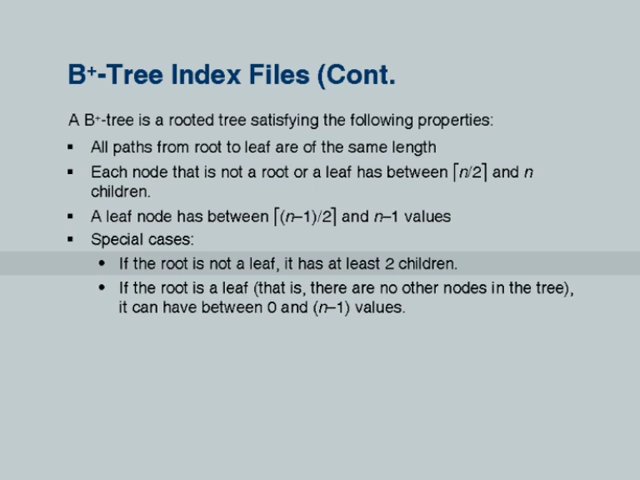 B⁺-Tree Index Files (Cont.
A B⁺-tree is a rooted tree satisfying the following properties:
▪ All paths from root to leaf are of the same length
▪ Each node that is not a root or a leaf has between ⌈n/2⌉ and n
children.
▪ A leaf node has between ⌈(n–1)/2⌉ and n–1 values
▪ Special cases:
• If the root is not a leaf, it has at least 2 children.
• If the root is a leaf (that is, there are no other nodes in the tree),
it can have between 0 and (n–1) values.